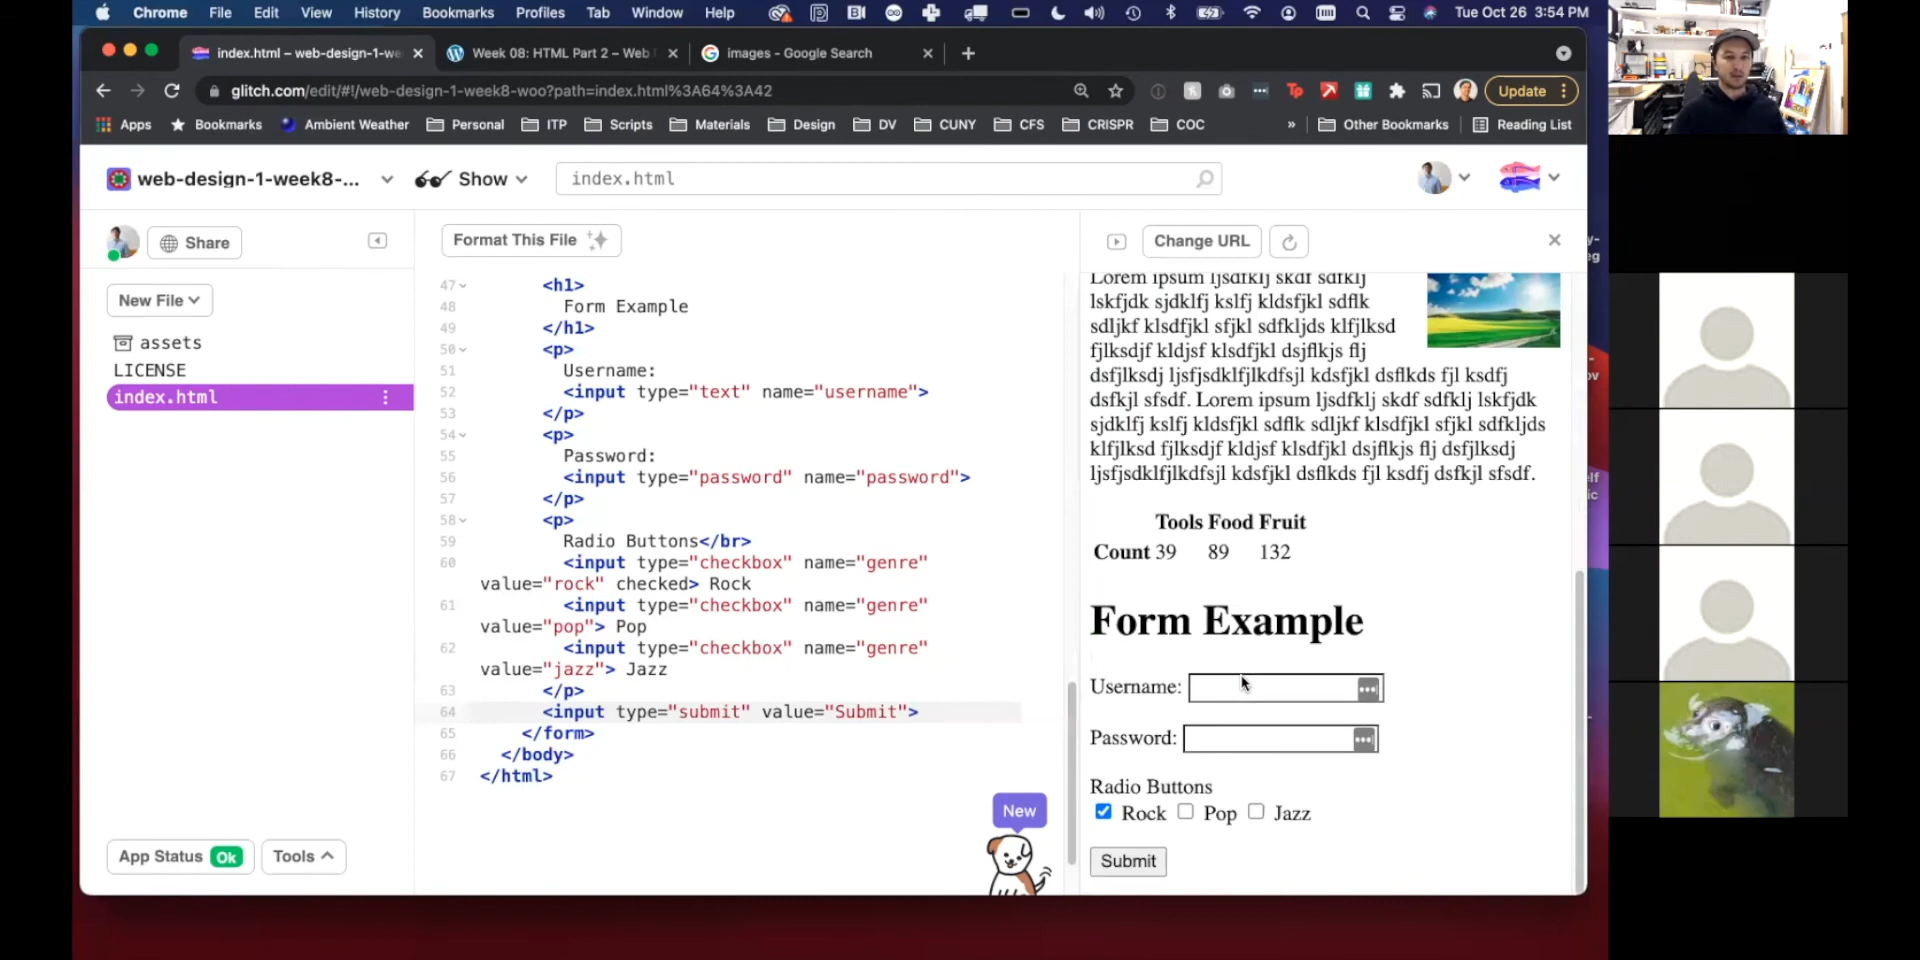 Chrome File Edit View History Bookmarks Profiles Tab Window Help Tue Oct 26 3:54 PM
index.html – web-design-1-we Week 08: HTML Part 2 – Web images - Google Search
glitch.com/edit/#!/web-design-1-week8-woo?path=index.html%3A64%3A42 Update
Apps Bookmarks Ambient Weather Personal ITP Scripts Materials Design DV CUNY CFS CRISPR COC » Other Bookmarks Reading List
web-design-1-week8-... Show index.html
Share
New File
assets
LICENSE
index.html
App Status Ok Tools
Format This File
47 <h1>
48 Form Example
49 </h1>
50 <p>
51 Username:
52 <input type="text" name="username">
53 </p>
54 <p>
55 Password:
56 <input type="password" name="password">
57 </p>
58 <p>
59 Radio Buttons</br>
60 <input type="checkbox" name="genre"
value="rock" checked> Rock
61 <input type="checkbox" name="genre"
value="pop"> Pop
62 <input type="checkbox" name="genre"
value="jazz"> Jazz
63 </p>
64 <input type="submit" value="Submit">
65 </form>
66 </body>
67 </html>
New
Change URL
Lorem ipsum ljsdfklj skdf sdfklj
lskfjdk sjdklfj kslfj kldsfjkl sdflk
sdljkf klsdfjkl sfjkl sdfkljds klfjlksd
fjlksdjf kldjsf klsdfjkl dsjflkjs flj
dsfjlksdj ljsfjsdklfjlkdfsjl kdsfjkl dsflkds fjl ksdfj
dsfkjl sfsdf. Lorem ipsum ljsdfklj skdf sdfklj lskfjdk
sjdklfj kslfj kldsfjkl sdflk sdljkf klsdfjkl sfjkl sdfkljds
klfjlksd fjlksdjf kldjsf klsdfjkl dsjflkjs flj dsfjlksdj
ljsfjsdklfjlkdfsjl kdsfjkl dsflkds fjl ksdfj dsfkjl sfsdf.
Tools Food Fruit
Count 39 89 132
Form Example
Username:
Password:
Radio Buttons
Rock Pop Jazz
Submit